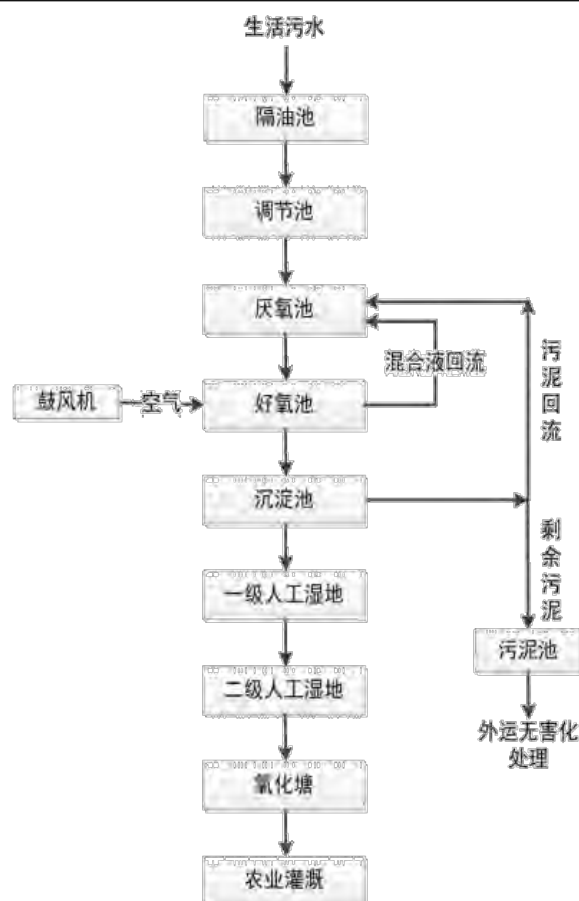 生活污水
隔油池
调节池
厌氧池
混合液回流
污泥回流
鼓风机
空气
好氧池
沉淀池
剩余污泥
一级人工湿地
污泥池
二级人工湿地
外运无害化
处理
氧化塘
农业灌溉